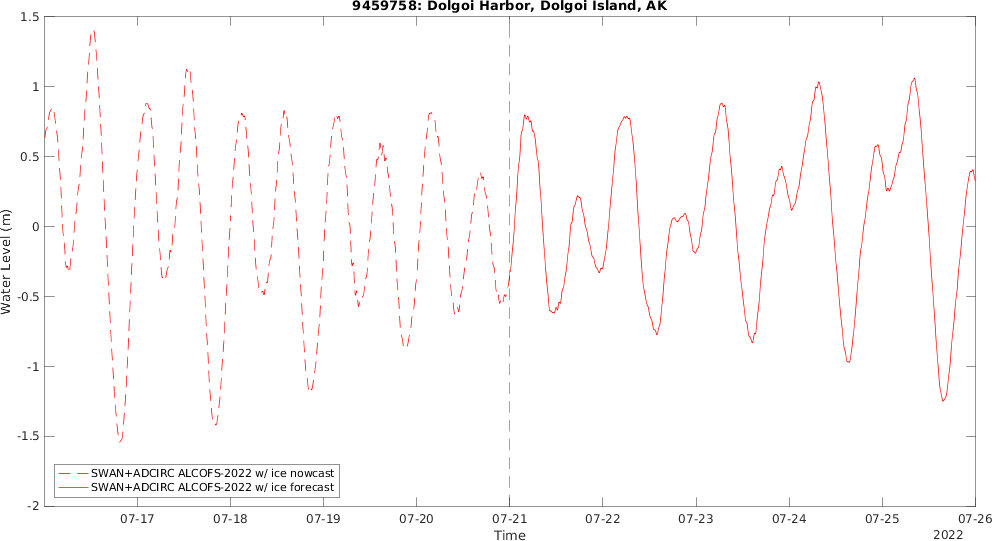 9459758: Dolgoi Harbor, Dolgoi Island, AK
1.5
1
0.5
0
-0.5
-1
-1.5
-2
Water Level (m)
SWAN+ADCIRC ALCOFS-2022 w/ ice nowcast
SWAN+ADCIRC ALCOFS-2022 w/ ice forecast
07-17 07-18 07-19 07-20 07-21 07-22 07-23 07-24 07-25 07-26
Time
2022